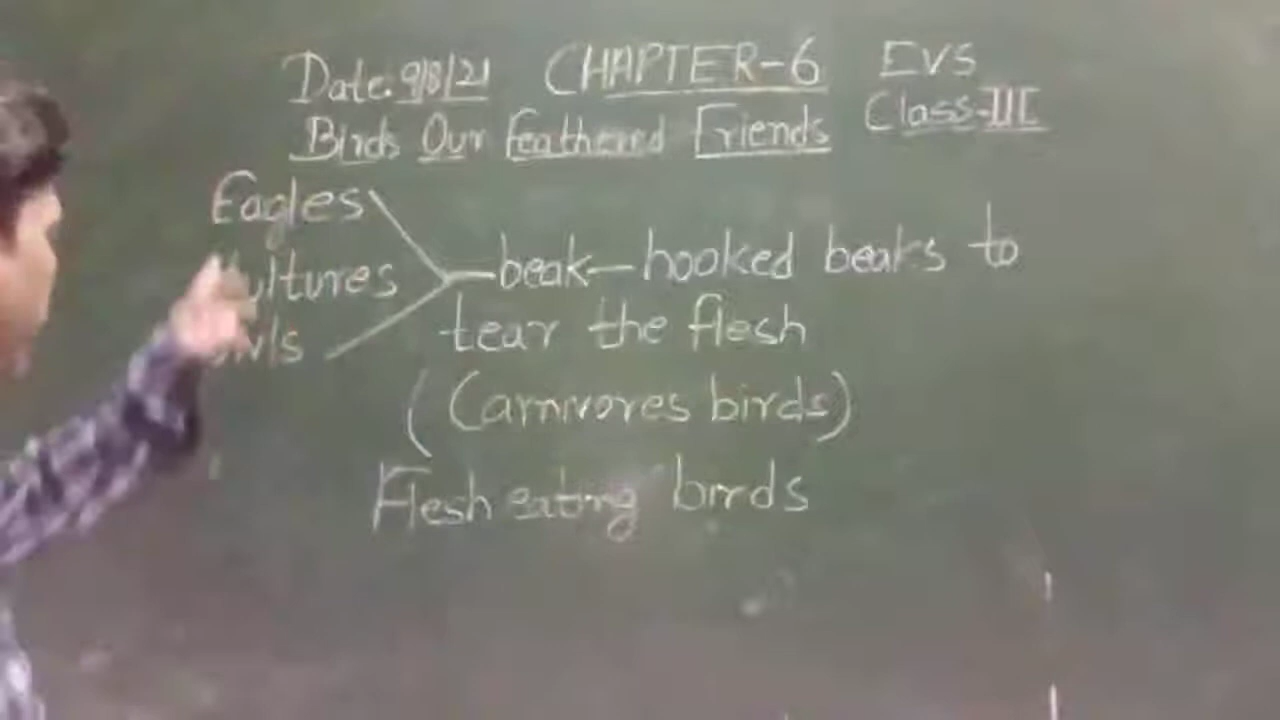 Date: 9/8/21 CHAPTER-6 EVS
Class-III
Birds Our Feathered Friends
Eagles
beak-hooked beaks to
tear the flesh
(Carnivores birds)
Flesh eating birds